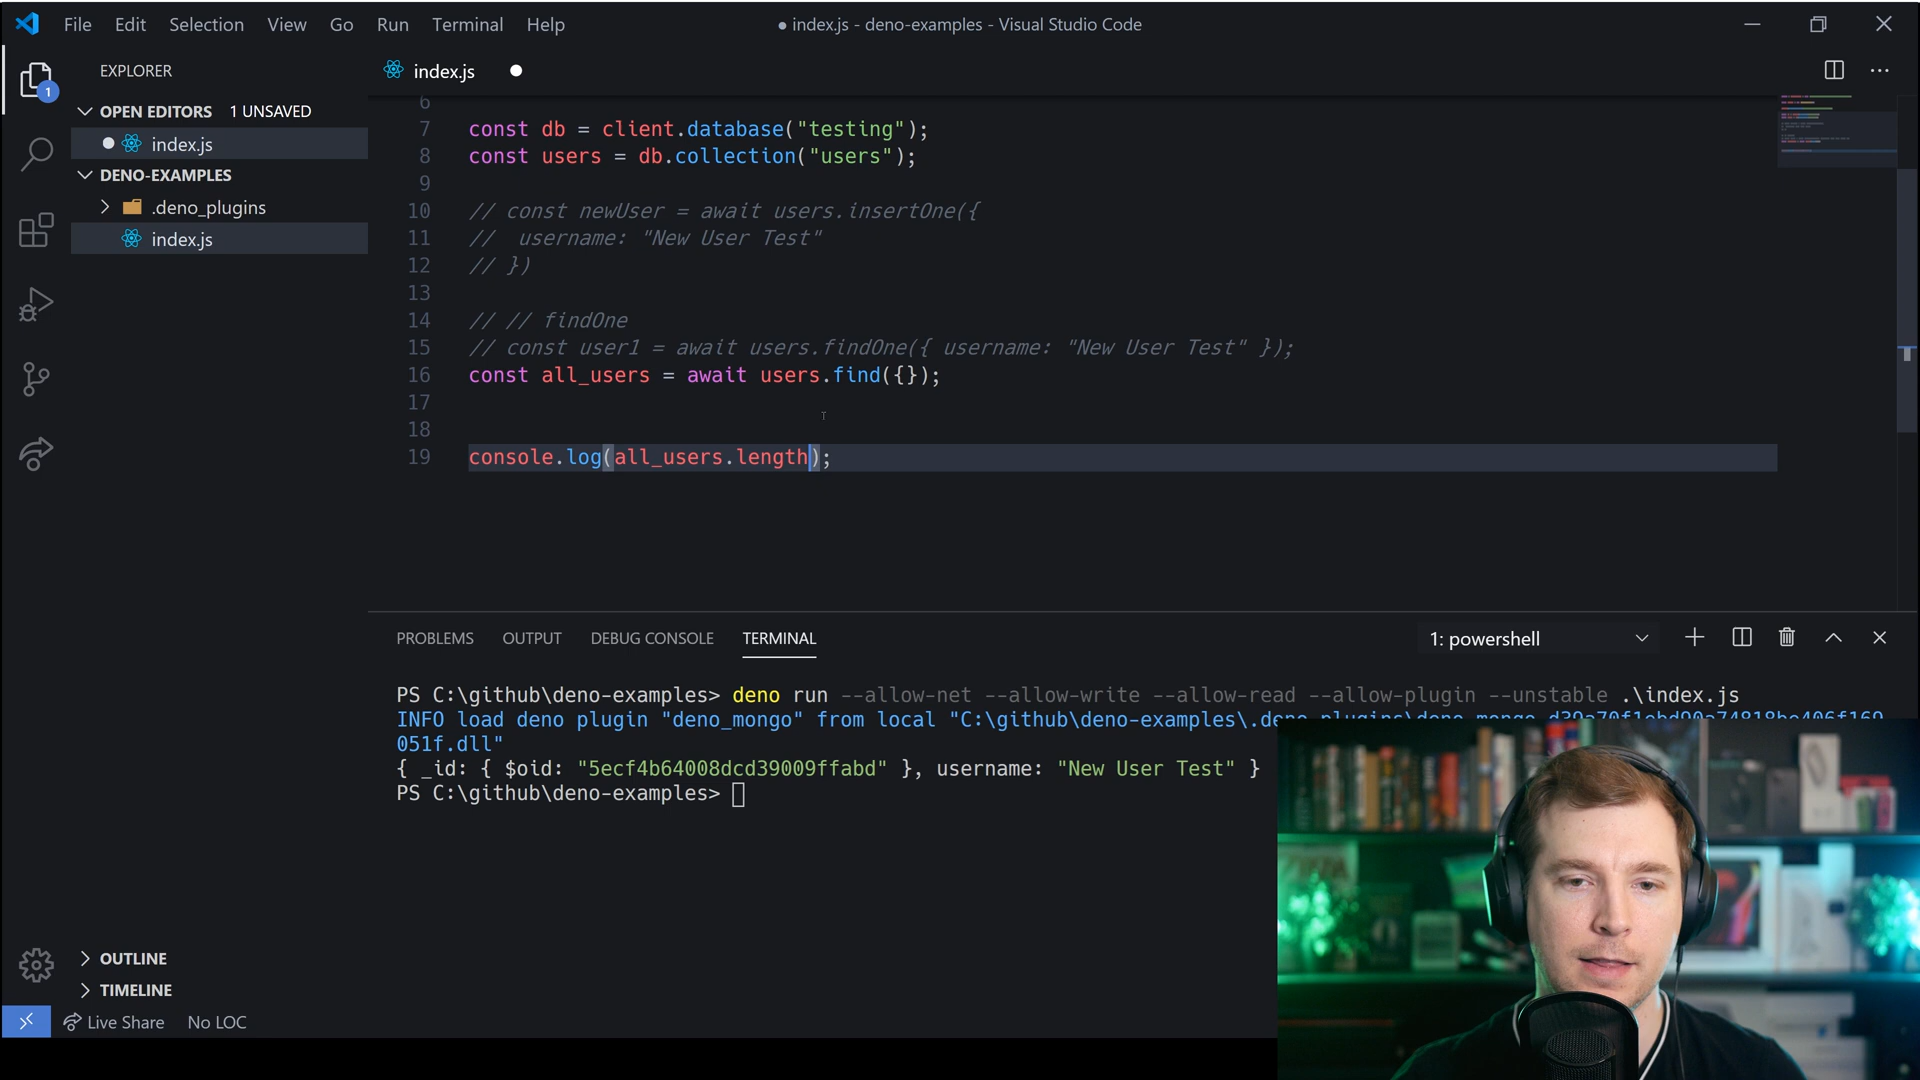 File Edit Selection View Go Run Terminal Help
● index.js - deno-examples - Visual Studio Code
EXPLORER
1
OPEN EDITORS 1 UNSAVED
index.js
DENO-EXAMPLES
.deno_plugins
index.js
OUTLINE
TIMELINE
index.js
6
7 const db = client.database("testing");
8 const users = db.collection("users");
9
10 // const newUser = await users.insertOne({
11 //  username: "New User Test"
12 // })
13
14 // // findOne
15 // const user1 = await users.findOne({ username: "New User Test" });
16 const all_users = await users.find({});
17
18
19 console.log(all_users.length);
PROBLEMS OUTPUT DEBUG CONSOLE TERMINAL
1: powershell
PS C:\github\deno-examples> deno run --allow-net --allow-write --allow-read --allow-plugin --unstable .\index.js
INFO load deno plugin "deno_mongo" from local "C:\github\deno-examples\.deno_plugins\deno_mongo_
051f.dll"
{ _id: { $oid: "5ecf4b64008dcd39009ffabd" }, username: "New User Test" }
PS C:\github\deno-examples>
Live Share No LOC